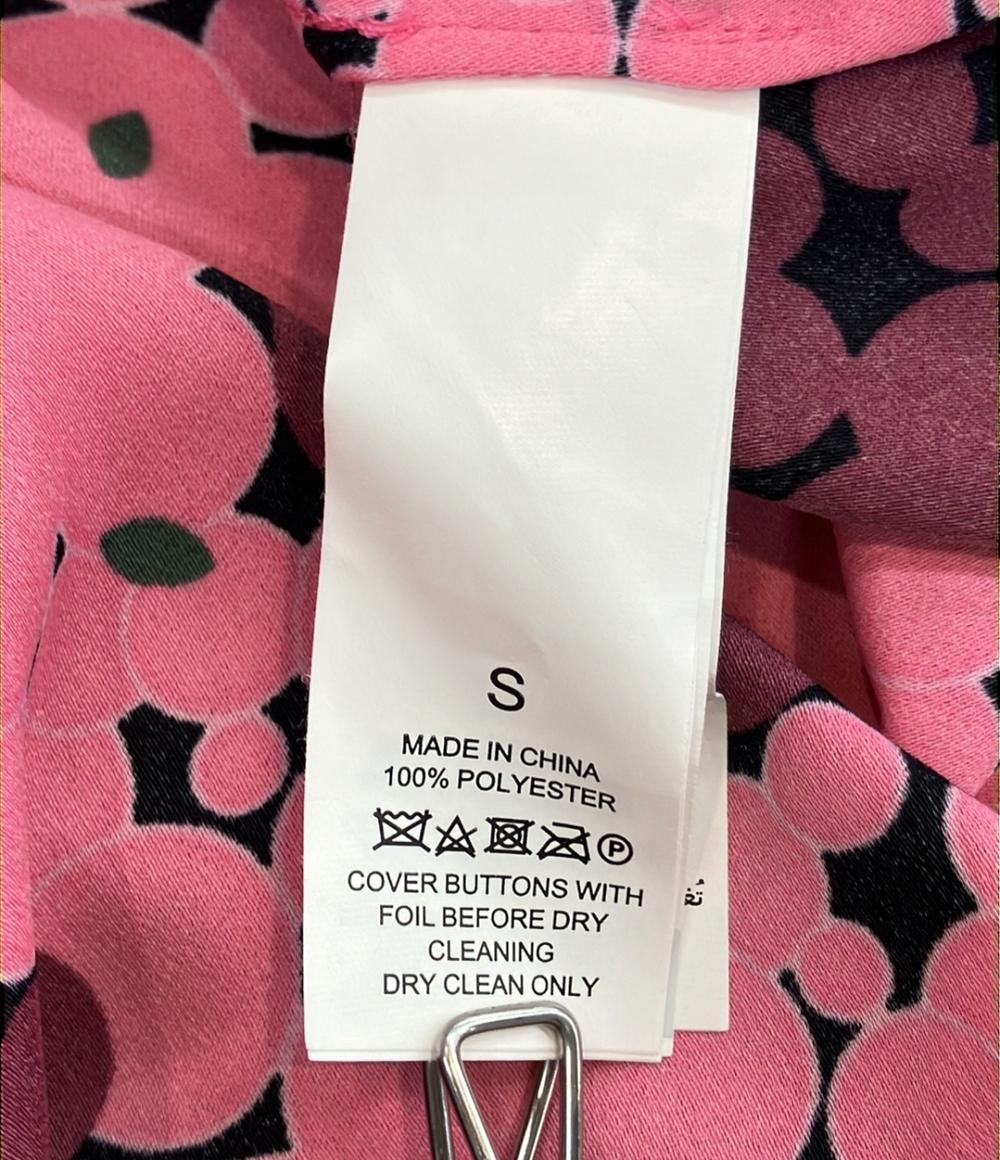 S
MADE IN CHINA
100% POLYESTER
P
COVER BUTTONS WITH
FOIL BEFORE DRY
CLEANING
DRY CLEAN ONLY